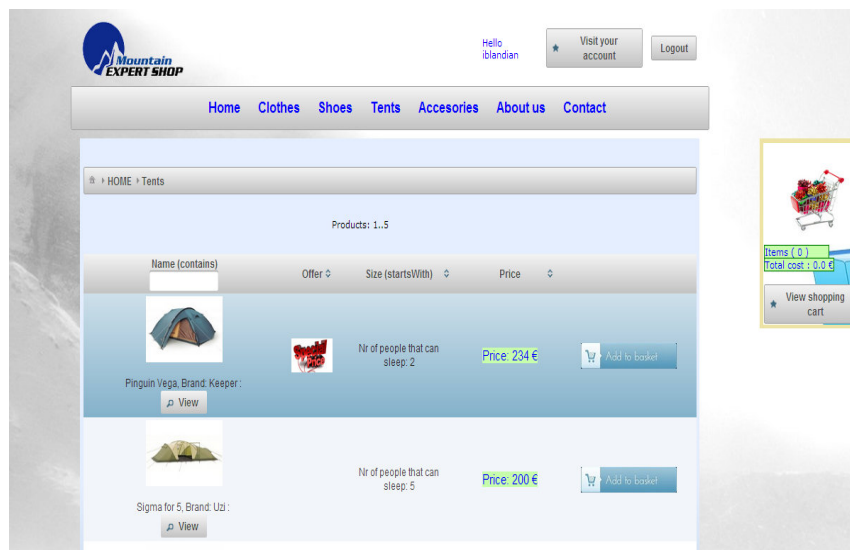 Mountain
EXPERT SHOP
Hello
iblandian
Visit your
account
Logout
Home Clothes Shoes Tents Accesories About us Contact
HOME Tents
Products: 1..5
Name (contains)
Offer Size (startsWith) Price
Special
Price
Nr of people that can
sleep: 2
Price: 234 €
Add to basket
Pinguin Vega, Brand: Keeper :
View
Nr of people that can
sleep: 5
Price: 200 €
Add to basket
Sigma for 5, Brand: Uzi :
View
Items ( 0 )
Total cost : 0.0 €
View shopping
cart